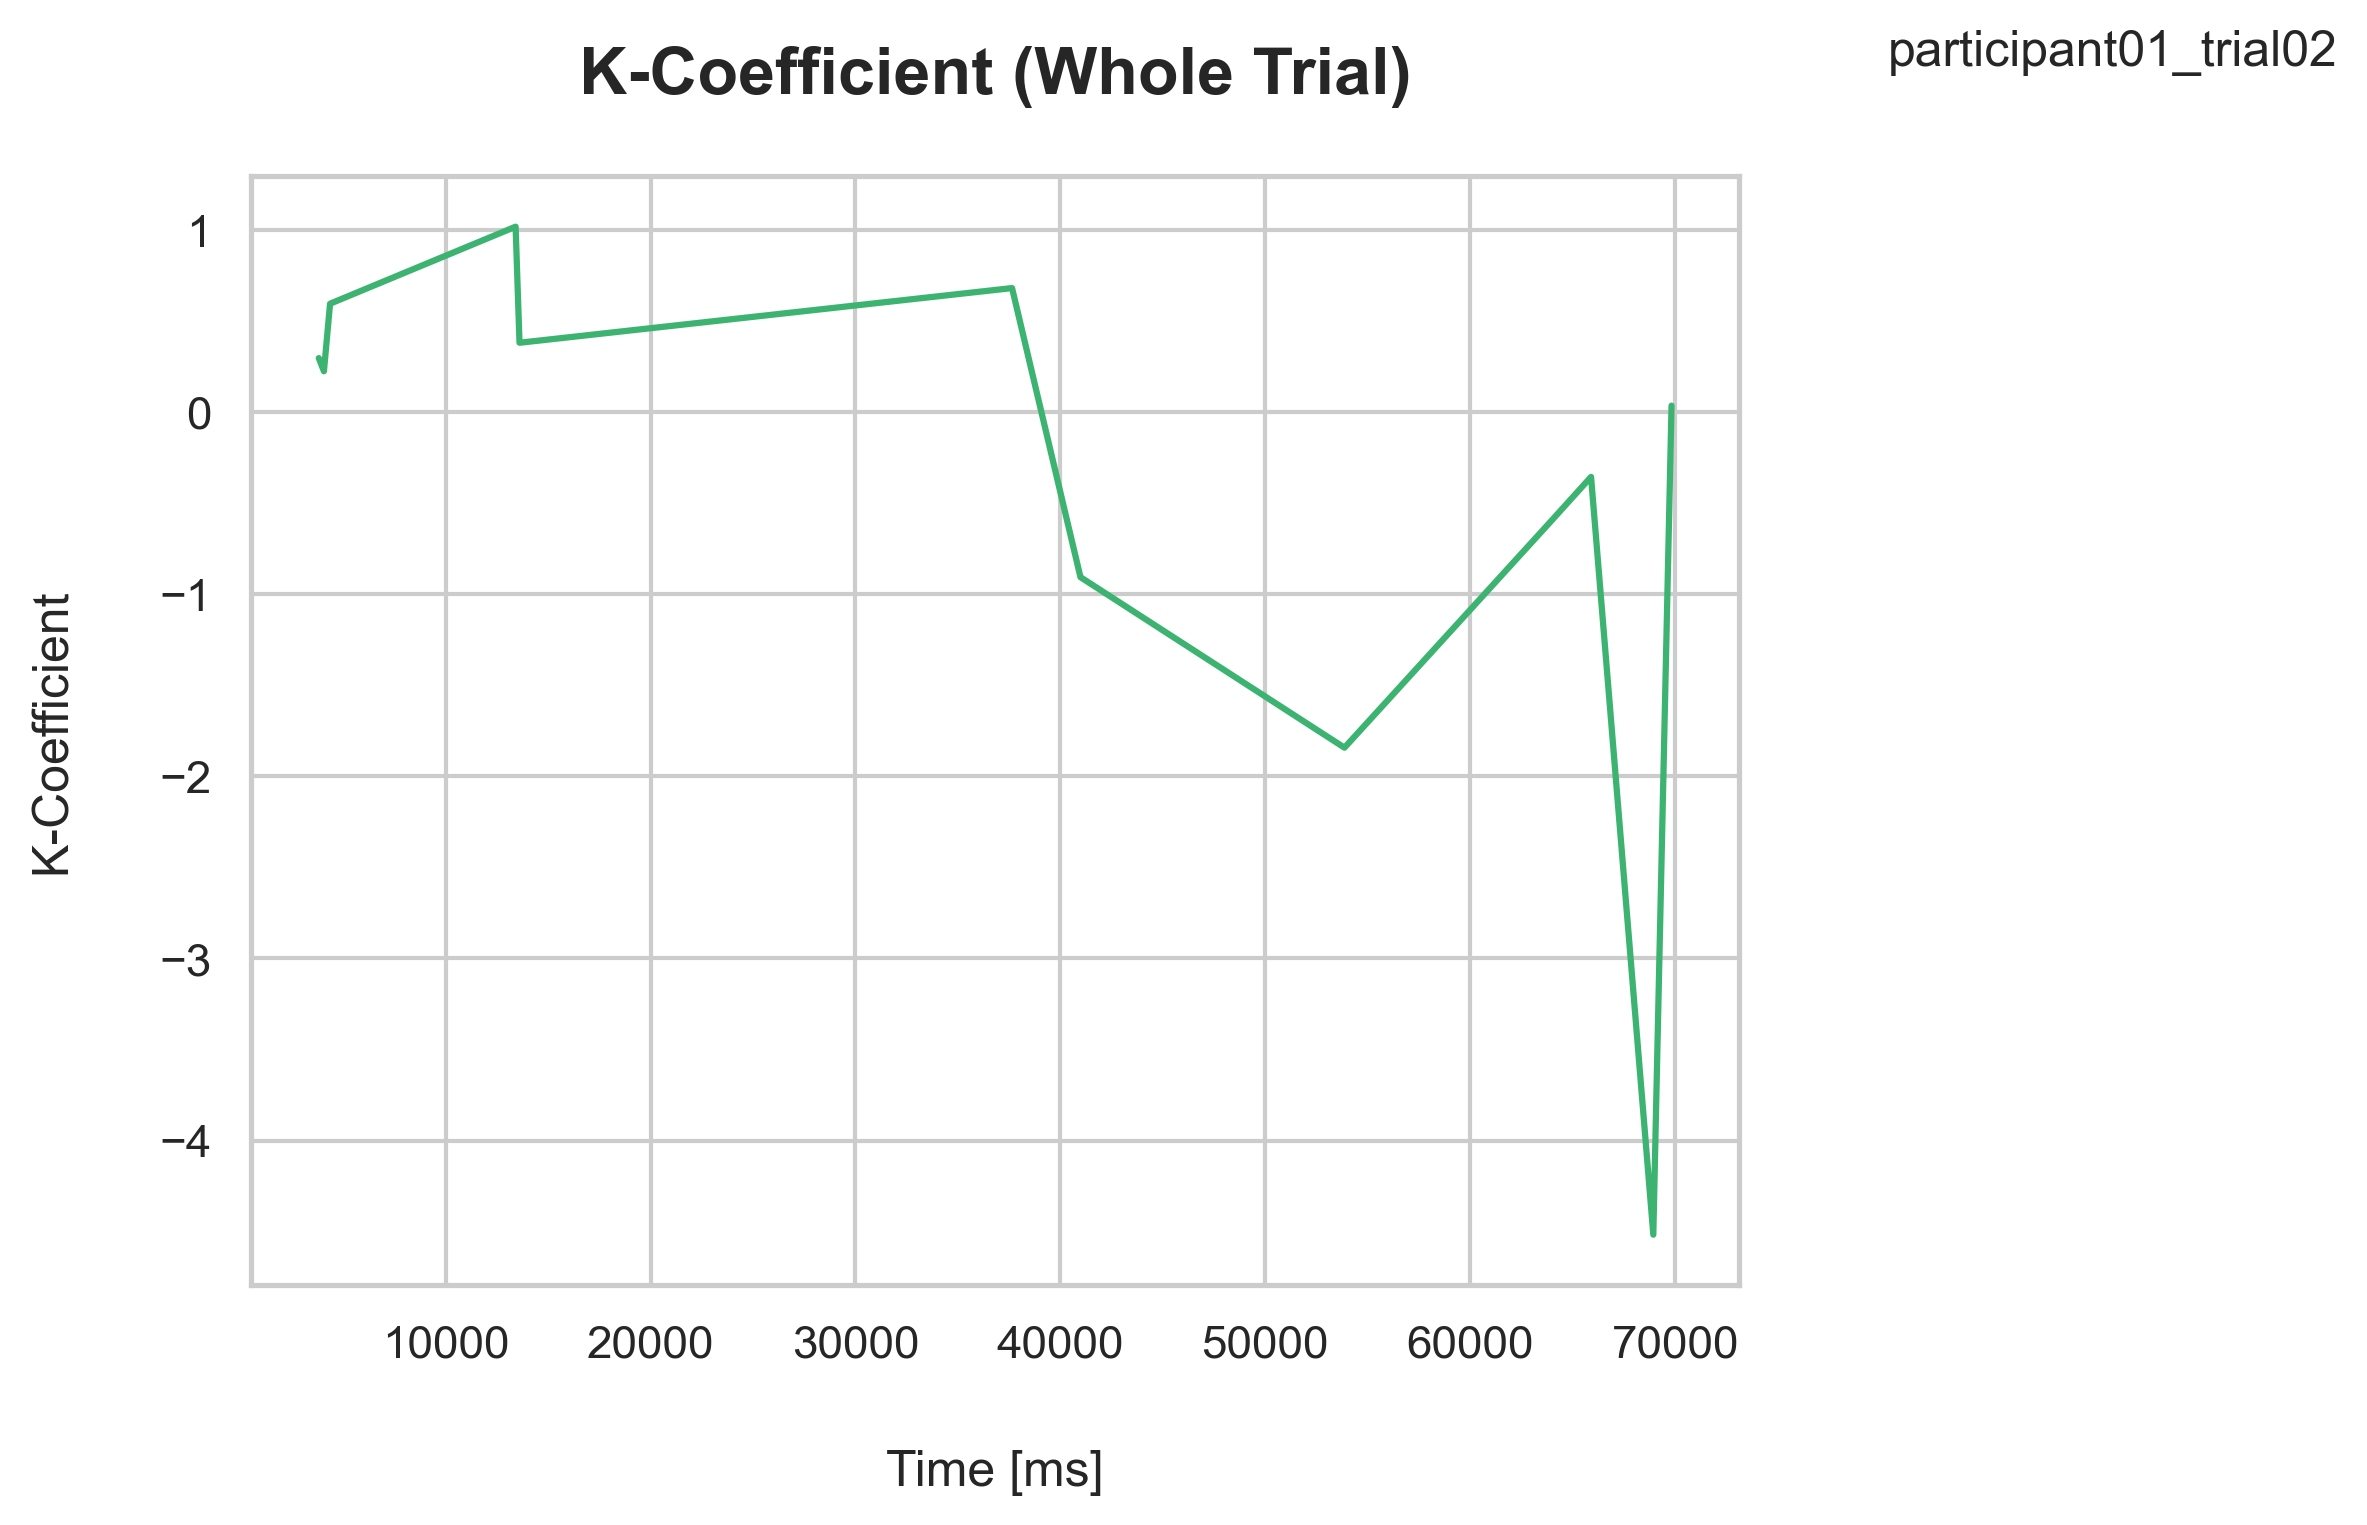 participant01_trial02
K-Coefficient (Whole Trial)
K-Coefficient
1
0
−1
−2
−3
−4
10000 20000 30000 40000 50000 60000 70000
Time [ms]